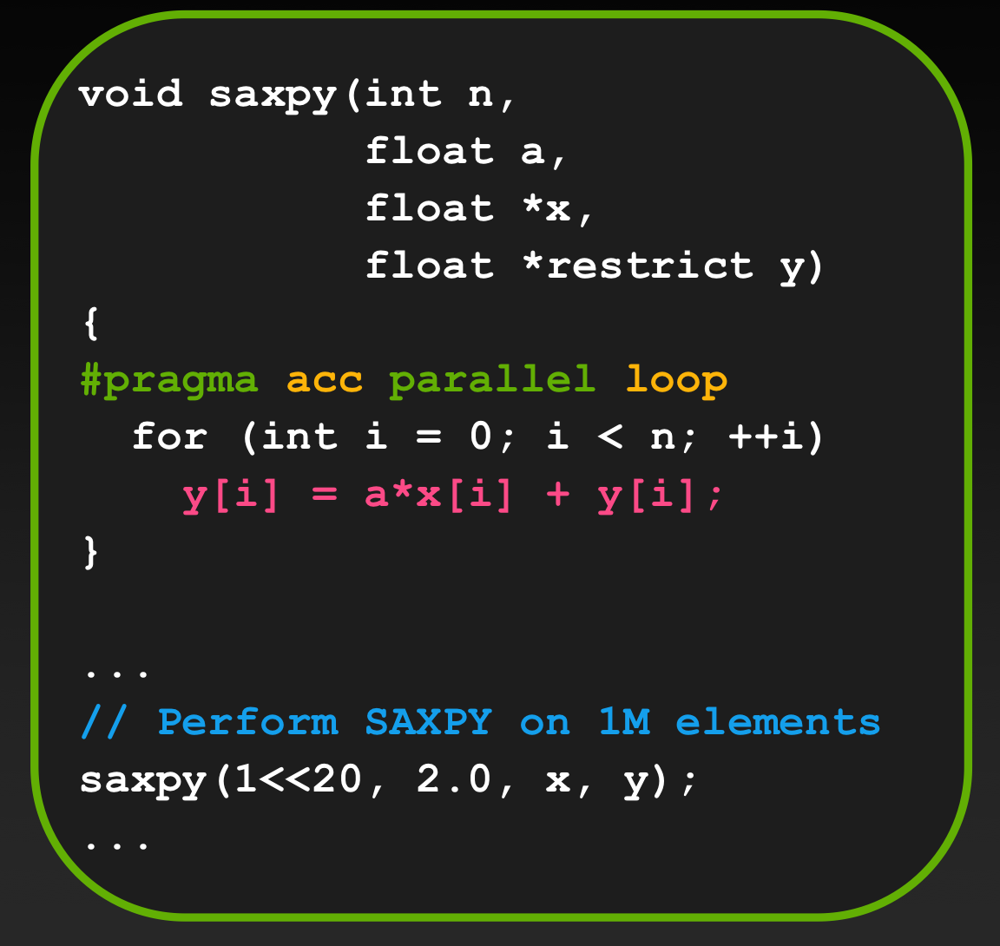 void saxpy(int n,
           float a,
           float *x,
           float *restrict y)
{
#pragma acc parallel loop
  for (int i = 0; i < n; ++i)
    y[i] = a*x[i] + y[i];
}
...
// Perform SAXPY on 1M elements
saxpy(1<<20, 2.0, x, y);
...